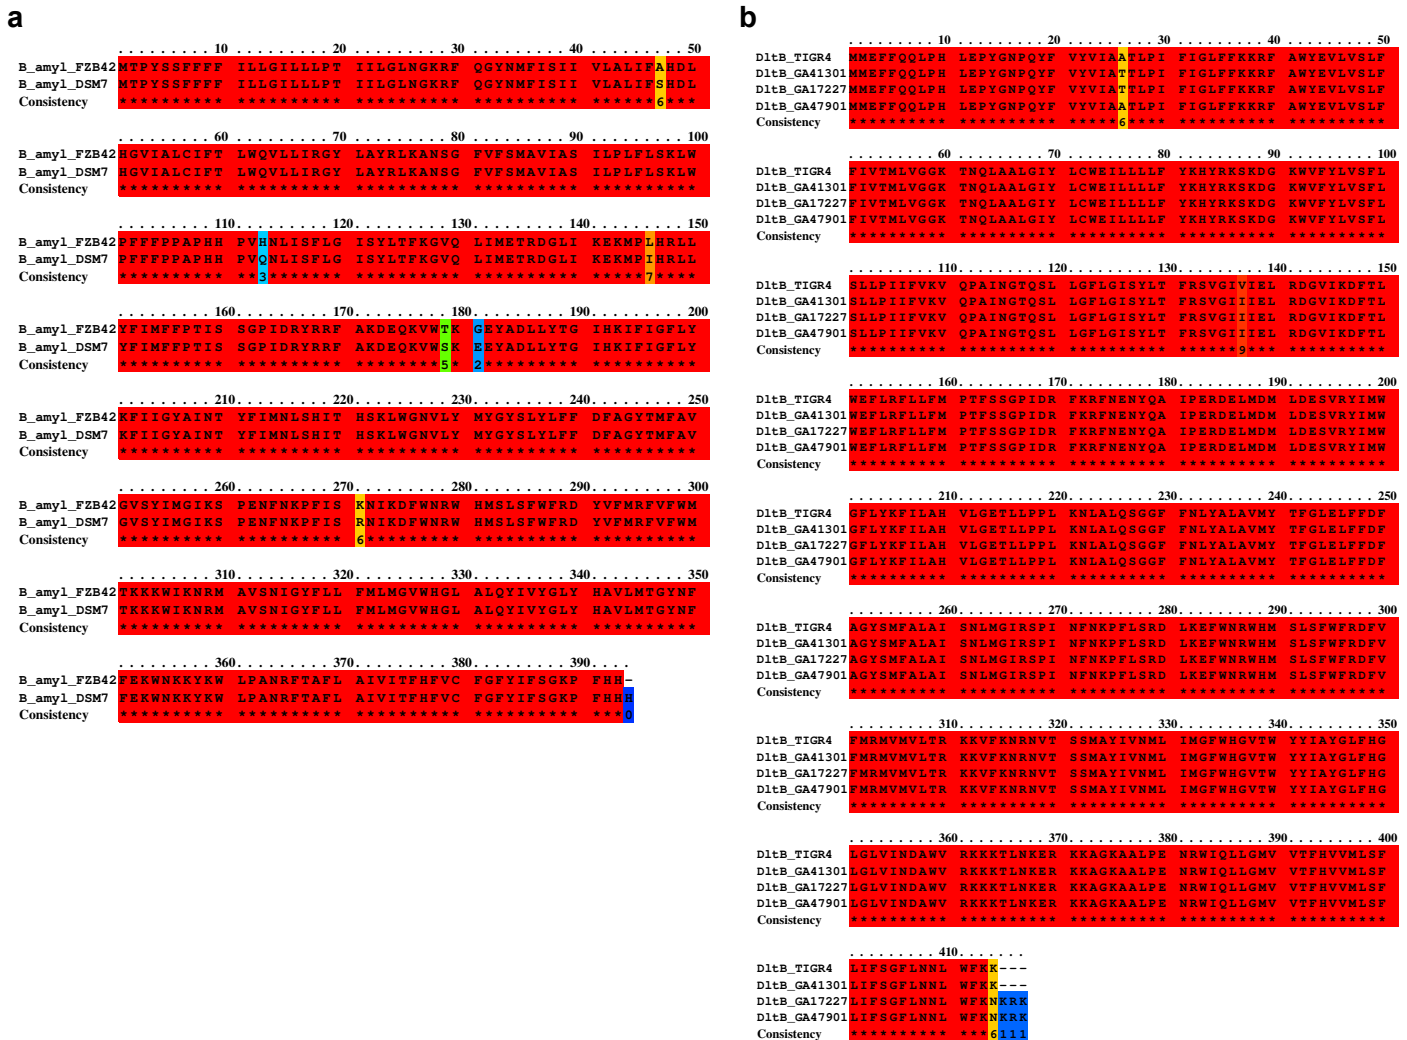 a
. . . . . . . . . 10 . . . . . . . . . 20 . . . . . . . . . 30 . . . . . . . . . 40 . . . . . . . . . 50
B_amyl_FZB42 MTPYSSFFFF ILLGILLLPT IILGLNGKRF QGYNMFISII VLALIFAHDL
B_amyl_DSM7 MTPYSSFFFF ILLGILLLPT IILGLNGKRF QGYNMFISII VLALIFSHDL
Consistency ********** ********** ********** ********** ******6***
. . . . . . . . . 60 . . . . . . . . . 70 . . . . . . . . . 80 . . . . . . . . . 90 . . . . . . . . . 100
B_amyl_FZB42 HGVIALCIFT LWQVLLIRGY LAYRLKANSG FVFSMAVIAS ILPLFLSKLW
B_amyl_DSM7 HGVIALCIFT LWQVLLIRGY LAYRLKANSG FVFSMAVIAS ILPLFLSKLW
Consistency ********** ********** ********** ********** **********
. . . . . . . . . 110 . . . . . . . . . 120 . . . . . . . . . 130 . . . . . . . . . 140 . . . . . . . . . 150
B_amyl_FZB42 PFFFPPAPHH PVHNLISFLG ISYLTFKGVQ LIMETRDGLI KEKMPLHRLL
B_amyl_DSM7 PFFFPPAPHH PVQNLISFLG ISYLTFKGVQ LIMETRDGLI KEKMPIHRLL
Consistency ********** **3******* ********** ********** *****7****
. . . . . . . . . 160 . . . . . . . . . 170 . . . . . . . . . 180 . . . . . . . . . 190 . . . . . . . . . 200
B_amyl_FZB42 YFIMFFPTIS SGPIDRYRRF AKDEQKVWTK GEYADLLYTG IHKIFIGFLY
B_amyl_DSM7 YFIMFFPTIS SGPIDRYRRF AKDEQKVWSK EEYADLLYTG IHKIFIGFLY
Consistency ********** ********** ********5* 2********* **********
. . . . . . . . . 210 . . . . . . . . . 220 . . . . . . . . . 230 . . . . . . . . . 240 . . . . . . . . . 250
B_amyl_FZB42 KFIIGYAINT YFIMNLSHIT HSKLWGNVLY MYGYSLYLFF DFAGYTMFAV
B_amyl_DSM7 KFIIGYAINT YFIMNLSHIT HSKLWGNVLY MYGYSLYLFF DFAGYTMFAV
Consistency ********** ********** ********** ********** **********
. . . . . . . . . 260 . . . . . . . . . 270 . . . . . . . . . 280 . . . . . . . . . 290 . . . . . . . . . 300
B_amyl_FZB42 GVSYIMGIKS PENFNKPFIS KNIKDFWNRW HMSLSFWFRD YVFMRFVFWM
B_amyl_DSM7 GVSYIMGIKS PENFNKPFIS RNIKDFWNRW HMSLSFWFRD YVFMRFVFWM
Consistency ********** ********** 6********* ********** **********
. . . . . . . . . 310 . . . . . . . . . 320 . . . . . . . . . 330 . . . . . . . . . 340 . . . . . . . . . 350
B_amyl_FZB42 TKKKWIKNRM AVSNIGYFLL FMLMGVWHGL ALQYIVYGLY HAVLMTGYNF
B_amyl_DSM7 TKKKWIKNRM AVSNIGYFLL FMLMGVWHGL ALQYIVYGLY HAVLMTGYNF
Consistency ********** ********** ********** ********** **********
. . . . . . . . . 360 . . . . . . . . . 370 . . . . . . . . . 380 . . . . . . . . . 390 . . . .
B_amyl_FZB42 FEKWNKKYKW LPANRFTAFL AIVITFHFVC FGFYIFSGKP FHH-
B_amyl_DSM7 FEKWNKKYKW LPANRFTAFL AIVITFHFVC FGFYIFSGKP FHHH
Consistency ********** ********** ********** ********** ***0
b
. . . . . . . . . 10 . . . . . . . . . 20 . . . . . . . . . 30 . . . . . . . . . 40 . . . . . . . . . 50
DltB_TIGR4 MMEFFQQLPH LEPYGNPQYF VYVIAATLPI FIGLFFKKRF AWYEVLVSLF
DltB_GA41301 MMEFFQQLPH LEPYGNPQYF VYVIATTLPI FIGLFFKKRF AWYEVLVSLF
DltB_GA17227 MMEFFQQLPH LEPYGNPQYF VYVIATTLPI FIGLFFKKRF AWYEVLVSLF
DltB_GA47901 MMEFFQQLPH LEPYGNPQYF VYVIAATLPI FIGLFFKKRF AWYEVLVSLF
Consistency ********** ********** *****6**** ********** **********
. . . . . . . . . 60 . . . . . . . . . 70 . . . . . . . . . 80 . . . . . . . . . 90 . . . . . . . . . 100
DltB_TIGR4 FIVTMLVGGK TNQLAALGIY LCWEILLLLF YKHYRKSKDG KWVFYLVSFL
DltB_GA41301 FIVTMLVGGK TNQLAALGIY LCWEILLLLF YKHYRKSKDG KWVFYLVSFL
DltB_GA17227 FIVTMLVGGK TNQLAALGIY LCWEILLLLF YKHYRKSKDG KWVFYLVSFL
DltB_GA47901 FIVTMLVGGK TNQLAALGIY LCWEILLLLF YKHYRKSKDG KWVFYLVSFL
Consistency ********** ********** ********** ********** **********
. . . . . . . . . 110 . . . . . . . . . 120 . . . . . . . . . 130 . . . . . . . . . 140 . . . . . . . . . 150
DltB_TIGR4 SLLPIIFVKV QPAINGTQSL LGFLGISYLT FRSVGIVIEL RDGVIKDFTL
DltB_GA41301 SLLPIIFVKV QPAINGTQSL LGFLGISYLT FRSVGIIIEL RDGVIKDFTL
DltB_GA17227 SLLPIIFVKV QPAINGTQSL LGFLGISYLT FRSVGIIIEL RDGVIKDFTL
DltB_GA47901 SLLPIIFVKV QPAINGTQSL LGFLGISYLT FRSVGIIIEL RDGVIKDFTL
Consistency ********** ********** ********** ******9*** **********
. . . . . . . . . 160 . . . . . . . . . 170 . . . . . . . . . 180 . . . . . . . . . 190 . . . . . . . . . 200
DltB_TIGR4 WEFLRFLLFM PTFSSGPIDR FKRFNENYQA IPERDELMDM LDESVRYIMW
DltB_GA41301 WEFLRFLLFM PTFSSGPIDR FKRFNENYQA IPERDELMDM LDESVRYIMW
DltB_GA17227 WEFLRFLLFM PTFSSGPIDR FKRFNENYQA IPERDELMDM LDESVRYIMW
DltB_GA47901 WEFLRFLLFM PTFSSGPIDR FKRFNENYQA IPERDELMDM LDESVRYIMW
Consistency ********** ********** ********** ********** **********
. . . . . . . . . 210 . . . . . . . . . 220 . . . . . . . . . 230 . . . . . . . . . 240 . . . . . . . . . 250
DltB_TIGR4 GFLYKFILAH VLGETLLPPL KNLALQSGGF FNLYALAVMY TFGLELFFDF
DltB_GA41301 GFLYKFILAH VLGETLLPPL KNLALQSGGF FNLYALAVMY TFGLELFFDF
DltB_GA17227 GFLYKFILAH VLGETLLPPL KNLALQSGGF FNLYALAVMY TFGLELFFDF
DltB_GA47901 GFLYKFILAH VLGETLLPPL KNLALQSGGF FNLYALAVMY TFGLELFFDF
Consistency ********** ********** ********** ********** **********
. . . . . . . . . 260 . . . . . . . . . 270 . . . . . . . . . 280 . . . . . . . . . 290 . . . . . . . . . 300
DltB_TIGR4 AGYSMFALAI SNLMGIRSPI NFNKPFLSRD LKEFWNRWHM SLSFWFRDFV
DltB_GA41301 AGYSMFALAI SNLMGIRSPI NFNKPFLSRD LKEFWNRWHM SLSFWFRDFV
DltB_GA17227 AGYSMFALAI SNLMGIRSPI NFNKPFLSRD LKEFWNRWHM SLSFWFRDFV
DltB_GA47901 AGYSMFALAI SNLMGIRSPI NFNKPFLSRD LKEFWNRWHM SLSFWFRDFV
Consistency ********** ********** ********** ********** **********
. . . . . . . . . 310 . . . . . . . . . 320 . . . . . . . . . 330 . . . . . . . . . 340 . . . . . . . . . 350
DltB_TIGR4 FMRMVMVLTR KKVFKNRNVT SSMAYIVNML IMGFWHGVTW YYIAYGLFHG
DltB_GA41301 FMRMVMVLTR KKVFKNRNVT SSMAYIVNML IMGFWHGVTW YYIAYGLFHG
DltB_GA17227 FMRMVMVLTR KKVFKNRNVT SSMAYIVNML IMGFWHGVTW YYIAYGLFHG
DltB_GA47901 FMRMVMVLTR KKVFKNRNVT SSMAYIVNML IMGFWHGVTW YYIAYGLFHG
Consistency ********** ********** ********** ********** **********
. . . . . . . . . 360 . . . . . . . . . 370 . . . . . . . . . 380 . . . . . . . . . 390 . . . . . . . . . 400
DltB_TIGR4 LGLVINDAWV RKKKTLNKER KKAGKAALPE NRWIQLLGMV VTFHVVMLSF
DltB_GA41301 LGLVINDAWV RKKKTLNKER KKAGKAALPE NRWIQLLGMV VTFHVVMLSF
DltB_GA17227 LGLVINDAWV RKKKTLNKER KKAGKAALPE NRWIQLLGMV VTFHVVMLSF
DltB_GA47901 LGLVINDAWV RKKKTLNKER KKAGKAALPE NRWIQLLGMV VTFHVVMLSF
Consistency ********** ********** ********** ********** **********
. . . . . . . . . 410 . . . . . . .
DltB_TIGR4 LIFSGFLNNL WFKK---
DltB_GA41301 LIFSGFLNNL WFKK---
DltB_GA17227 LIFSGFLNNL WFKNKRK
DltB_GA47901 LIFSGFLNNL WFKNKRK
Consistency ********** ***6111